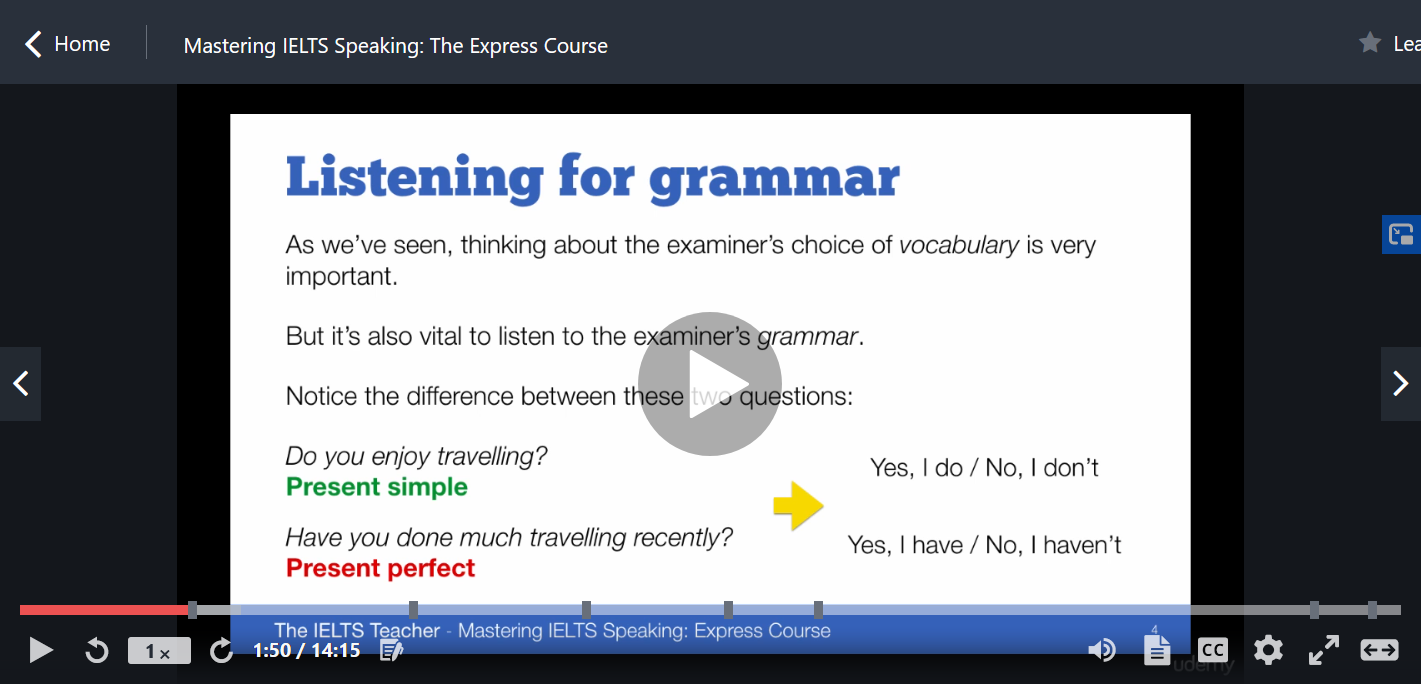 Home
Mastering IELTS Speaking: The Express Course
Lea
Listening for grammar
As we've seen, thinking about the examiner's choice of vocabulary is very
important.
But it's also vital to listen to the examiner's grammar.
Notice the difference between these two questions:
Do you enjoy travelling?
Present simple
Yes, I do / No, I don't
Have you done much travelling recently?
Present perfect
Yes, I have / No, I haven't
The IELTS Teacher - Mastering IELTS Speaking: Express Course
4
1x
1:50 / 14:15
CC
udemy